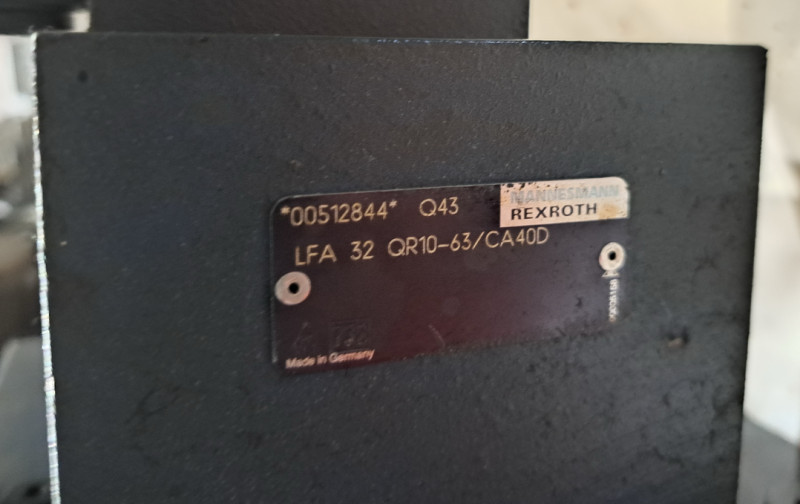 *00512844* Q43
MANNESMANN
REXROTH
LFA 32 QR10-63/CA40D
Made in Germany